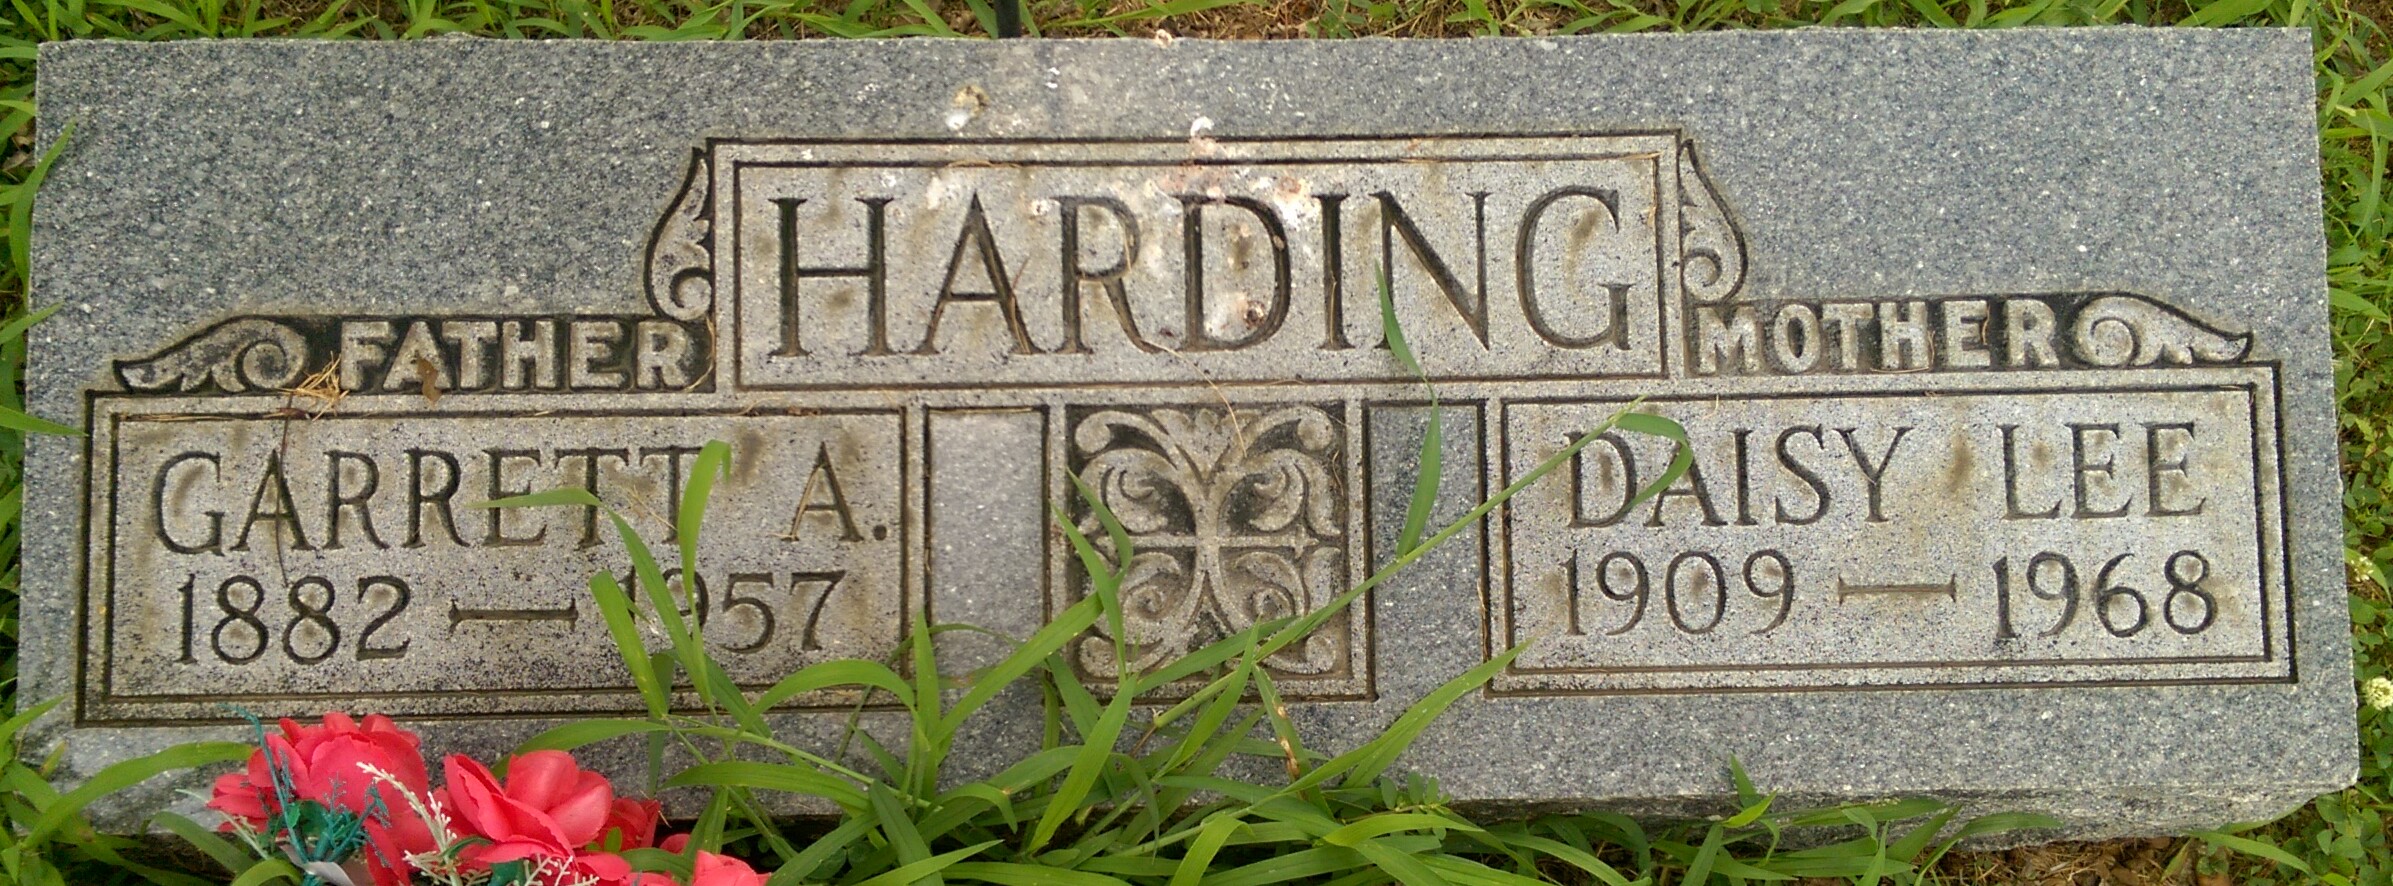 HARDING
FATHER
GARRETT A.
1882 — 1957
MOTHER
DAISY LEE
1909 — 1968